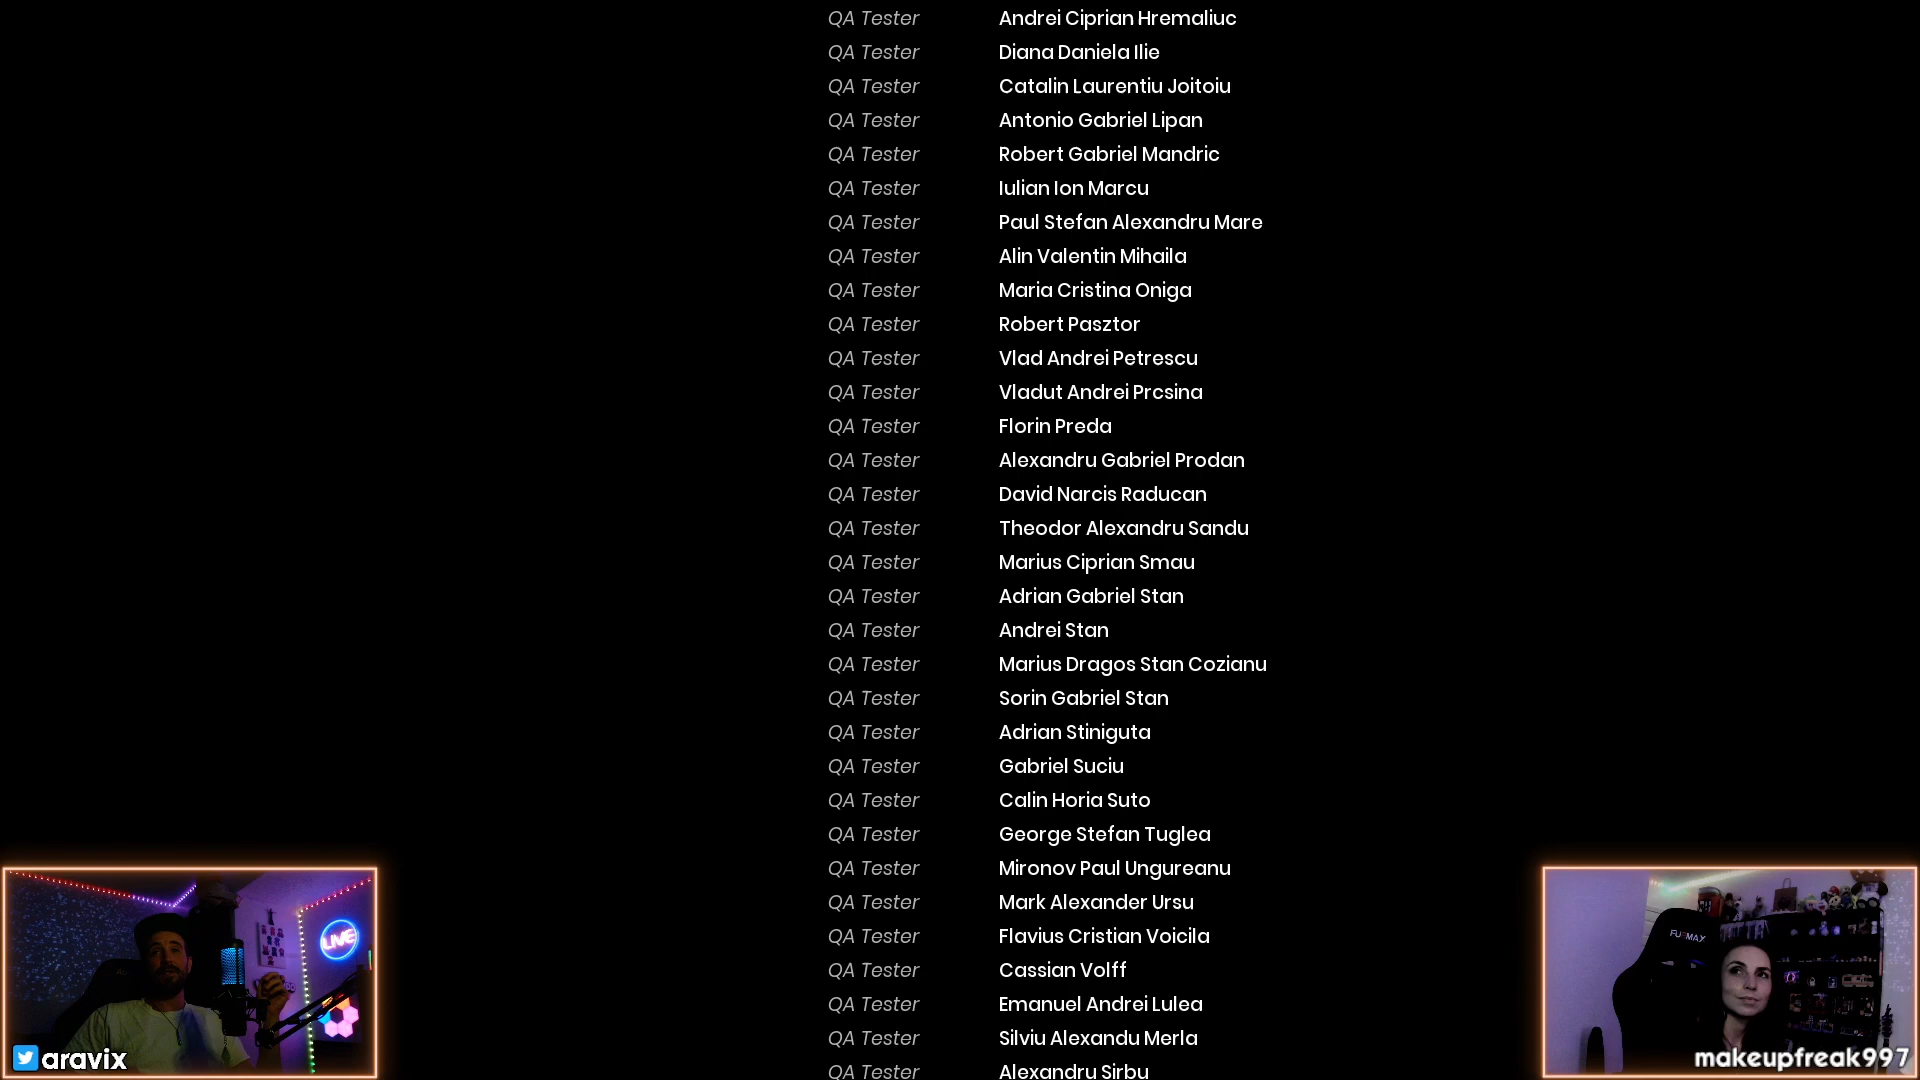 QA Tester Andrei Ciprian Hremaliuc
QA Tester Diana Daniela Ilie
QA Tester Catalin Laurentiu Joitoiu
QA Tester Antonio Gabriel Lipan
QA Tester Robert Gabriel Mandric
QA Tester Iulian Ion Marcu
QA Tester Paul Stefan Alexandru Mare
QA Tester Alin Valentin Mihaila
QA Tester Maria Cristina Oniga
QA Tester Robert Pasztor
QA Tester Vlad Andrei Petrescu
QA Tester Vladut Andrei Prcsina
QA Tester Florin Preda
QA Tester Alexandru Gabriel Prodan
QA Tester David Narcis Raducan
QA Tester Theodor Alexandru Sandu
QA Tester Marius Ciprian Smau
QA Tester Adrian Gabriel Stan
QA Tester Andrei Stan
QA Tester Marius Dragos Stan Cozianu
QA Tester Sorin Gabriel Stan
QA Tester Adrian Stiniguta
QA Tester Gabriel Suciu
QA Tester Calin Horia Suto
QA Tester George Stefan Tuglea
QA Tester Mironov Paul Ungureanu
QA Tester Mark Alexander Ursu
QA Tester Flavius Cristian Voicila
QA Tester Cassian Volff
QA Tester Emanuel Andrei Lulea
QA Tester Silviu Alexandu Merla
QA Tester Alexandru Sirbu
LIVE
aravix
makeupfreak997